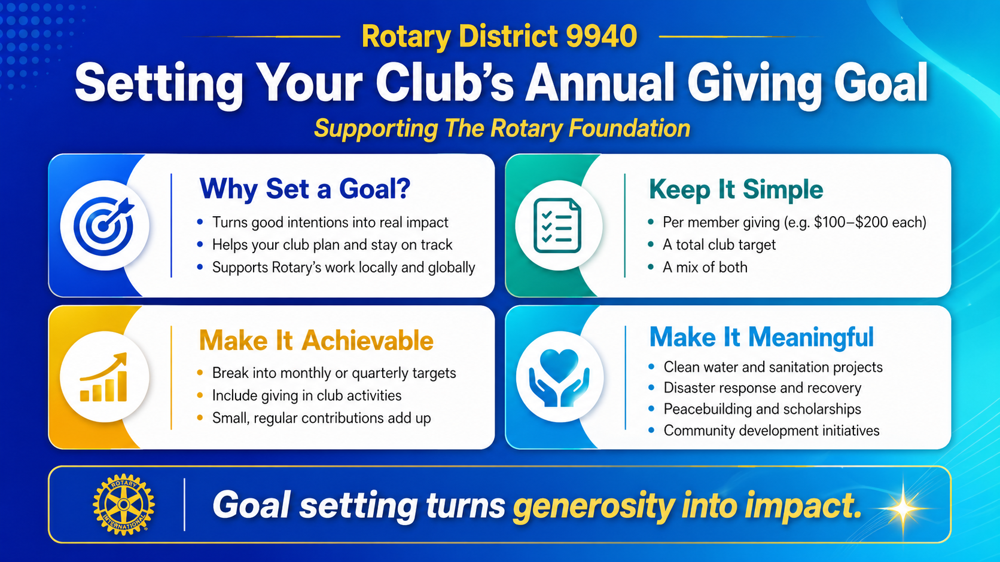 Rotary District 9940
Setting Your Club's Annual Giving Goal
Supporting The Rotary Foundation
Why Set a Goal?
• Turns good intentions into real impact
• Helps your club plan and stay on track
• Supports Rotary's work locally and globally
Keep It Simple
• Per member giving (e.g. $100–$200 each)
• A total club target
• A mix of both
Make It Achievable
• Break into monthly or quarterly targets
• Include giving in club activities
• Small, regular contributions add up
Make It Meaningful
• Clean water and sanitation projects
• Disaster response and recovery
• Peacebuilding and scholarships
• Community development initiatives
ROTARY
INTERNATIONAL
Goal setting turns generosity into impact.